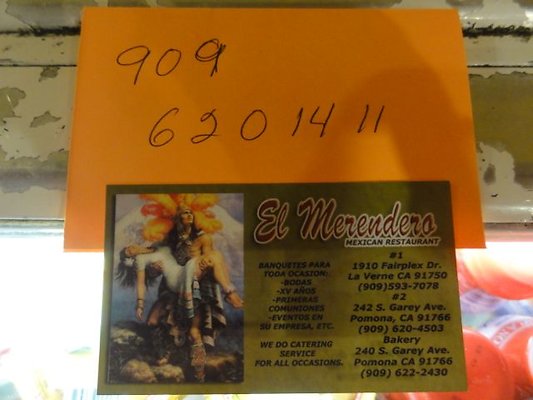 909
620 1411
El Merendero
MEXICAN RESTAURANT
BANQUETES PARA
TODA OCASION:
-BODAS
-XV AÑOS
-PRIMERAS
COMUNIONES
-EVENTOS EN
SU EMPRESA, ETC.
WE DO CATERING
SERVICE
FOR ALL OCCASIONS.
#1
1910 Fairplex Dr.
La Verne CA 91750
(909)593-7078
#2
242 S. Garey Ave.
Pomona, CA 91766
(909) 620-4503
Bakery
240 S. Garey Ave.
Pomona CA 91766
(909) 622-2430